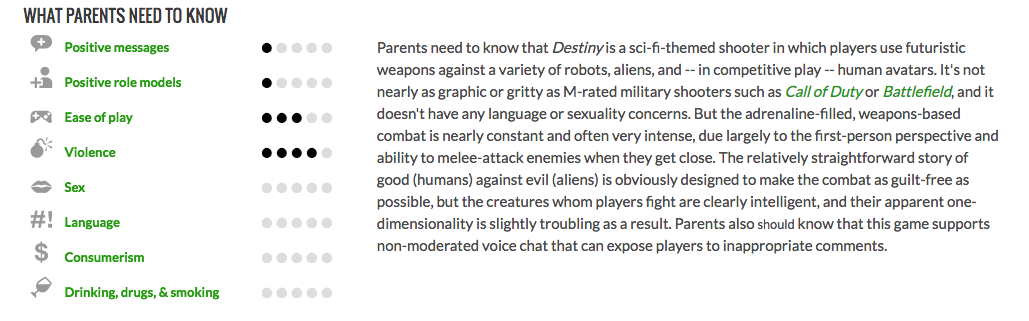 WHAT PARENTS NEED TO KNOW
Positive messages
Positive role models
Ease of play
Violence
Sex
#! Language
$ Consumerism
Drinking, drugs, & smoking
Parents need to know that Destiny is a sci-fi-themed shooter in which players use futuristic
weapons against a variety of robots, aliens, and -- in competitive play -- human avatars. It's not
nearly as graphic or gritty as M-rated military shooters such as Call of Duty or Battlefield, and it
doesn't have any language or sexuality concerns. But the adrenaline-filled, weapons-based
combat is nearly constant and often very intense, due largely to the first-person perspective and
ability to melee-attack enemies when they get close. The relatively straightforward story of
good (humans) against evil (aliens) is obviously designed to make the combat as guilt-free as
possible, but the creatures whom players fight are clearly intelligent, and their apparent one-
dimensionality is slightly troubling as a result. Parents also should know that this game supports
non-moderated voice chat that can expose players to inappropriate comments.